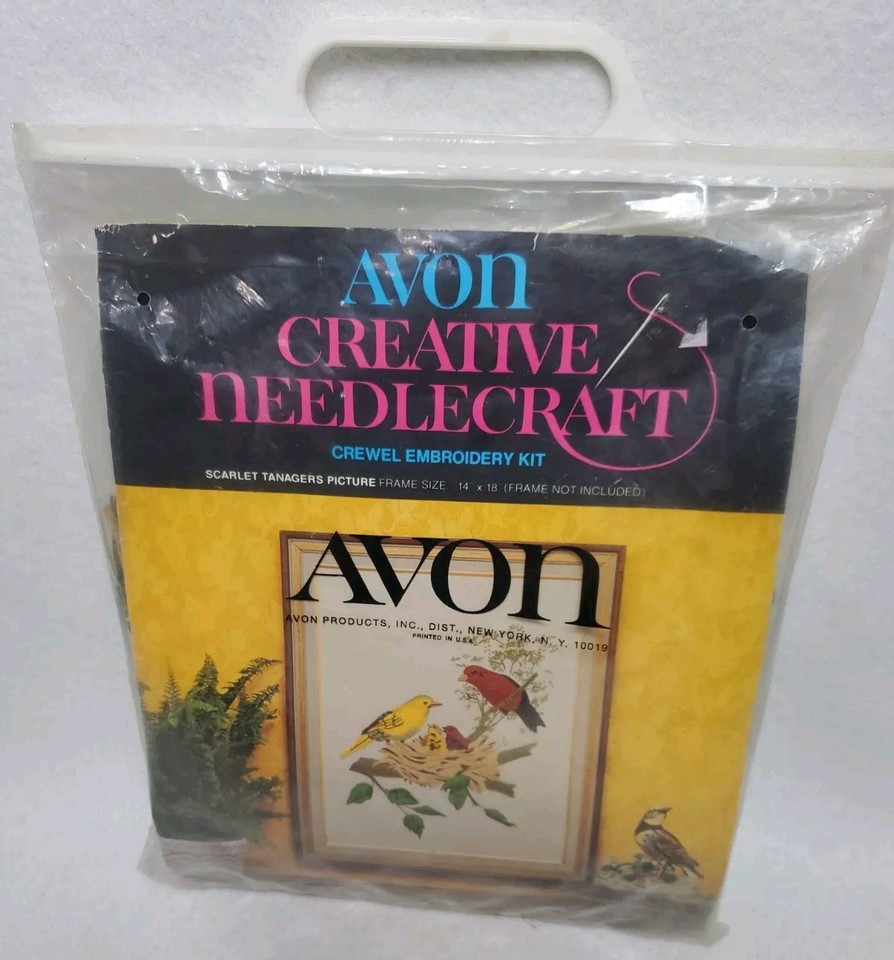 AVON
CREATIVE
NEEDLECRAFT
CREWEL EMBROIDERY KIT
SCARLET TANAGERS PICTURE FRAME SIZE 14" x 18 (FRAME NOT INCLUDED)
AVON
AVON PRODUCTS, INC., DIST., NEW YORK, N. Y. 10019
PRINTED IN U.S.A.